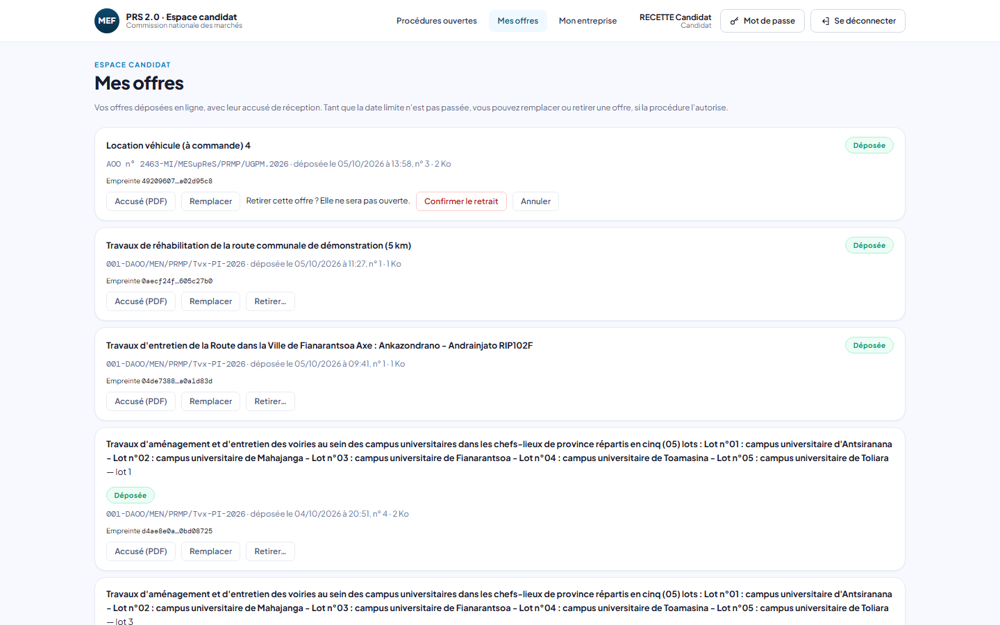 MEF
PRS 2.0 · Espace candidat
Commission nationale des marchés
Procédures ouvertes
Mes offres
Mon entreprise
RECETTE Candidat
Candidat
Mot de passe
Se déconnecter
ESPACE CANDIDAT
Mes offres
Vos offres déposées en ligne, avec leur accusé de réception. Tant que la date limite n'est pas passée, vous pouvez remplacer ou retirer une offre, si la procédure l'autorise.
Location véhicule (à commande) 4
Déposée
AOO n° 2463-MI/MESupReS/PRMP/UGPM.2026 · déposée le 05/10/2026 à 13:58, n° 3 · 2 Ko
Empreinte 49209607…a02d95c8
Accusé (PDF)
Remplacer
Retirer cette offre ? Elle ne sera pas ouverte.
Confirmer le retrait
Annuler
Travaux de réhabilitation de la route communale de démonstration (5 km)
Déposée
001-DAOO/MEN/PRMP/Tvx-PI-2026 · déposée le 05/10/2026 à 11:27, n° 1 · 1 Ko
Empreinte 0aecf24f…605c27b0
Accusé (PDF)
Remplacer
Retirer…
Travaux d'entretien de la Route dans la Ville de Fianarantsoa Axe : Ankazondrano - Andrainjato RIP102F
Déposée
001-DAOO/MEN/PRMP/Tvx-PI-2026 · déposée le 05/10/2026 à 09:41, n° 1 · 1 Ko
Empreinte 04de7388…a0a1d83d
Accusé (PDF)
Remplacer
Retirer…
Travaux d'aménagement et d'entretien des voiries au sein des campus universitaires dans les chefs-lieux de province répartis en cinq (05) lots : Lot n°01 : campus universitaire d'Antsiranana
- Lot n°02 : campus universitaire de Mahajanga - Lot n°03 : campus universitaire de Fianarantsoa - Lot n°04 : campus universitaire de Toamasina - Lot n°05 : campus universitaire de Toliara
— lot 1
Déposée
001-DAOO/MEN/PRMP/Tvx-PI-2026 · déposée le 04/10/2026 à 20:51, n° 4 · 2 Ko
Empreinte d4ae8e0a…0bd08725
Accusé (PDF)
Remplacer
Retirer…
Travaux d'aménagement et d'entretien des voiries au sein des campus universitaires dans les chefs-lieux de province répartis en cinq (05) lots : Lot n°01 : campus universitaire d'Antsiranana
- Lot n°02 : campus universitaire de Mahajanga - Lot n°03 : campus universitaire de Fianarantsoa - Lot n°04 : campus universitaire de Toamasina - Lot n°05 : campus universitaire de Toliara
— lot 3